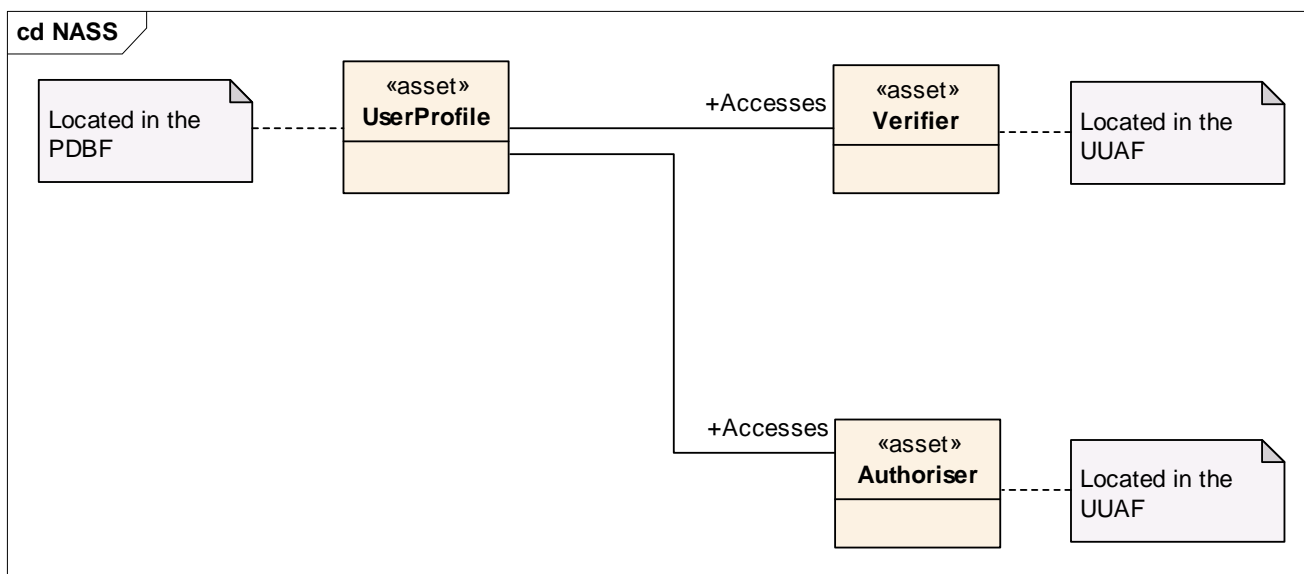 cd NASS
Located in the
PDBF
«asset»
UserProfile
+Accesses
«asset»
Verifier
Located in the
UUAF
+Accesses
«asset»
Authoriser
Located in the
UUAF